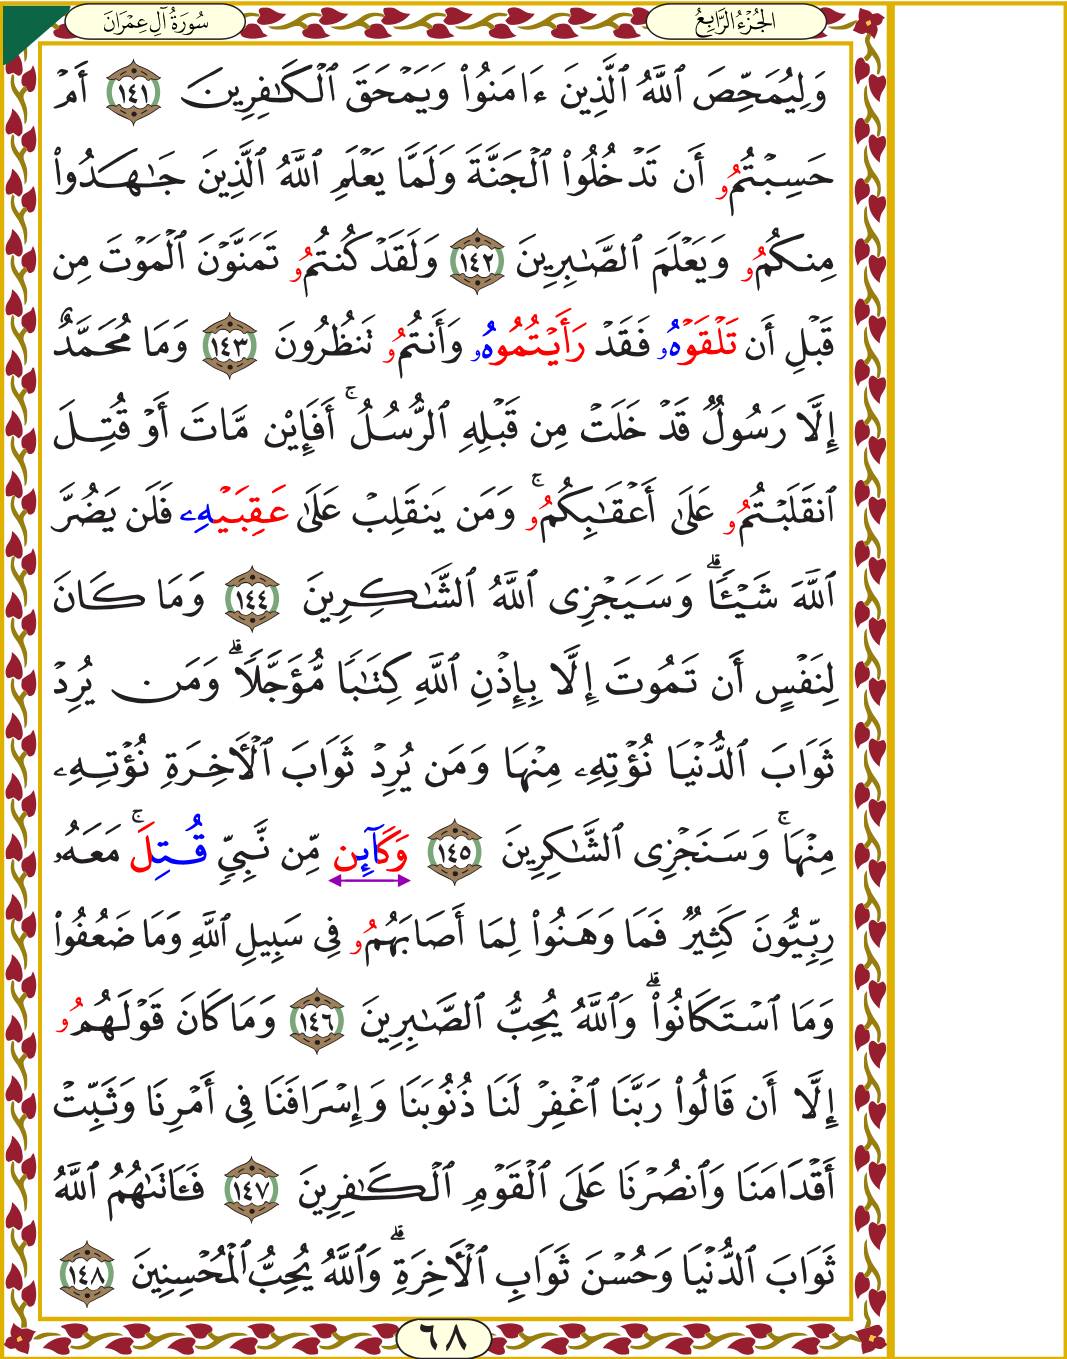 سُورَةُ آلِ عِمْرَانَ
الجُزْءُ الرَّابِعُ
وَلِيُمَحِّصَ ٱللَّهُ ٱلَّذِينَ ءَامَنُواْ وَيَمْحَقَ ٱلْكَٰفِرِينَ ١٤١ أَمْ
حَسِبْتُمُۥ أَن تَدْخُلُواْ ٱلْجَنَّةَ وَلَمَّا يَعْلَمِ ٱللَّهُ ٱلَّذِينَ جَٰهَدُواْ
مِنكُمُۥ وَيَعْلَمَ ٱلصَّٰبِرِينَ ١٤٢ وَلَقَدْ كُنتُمُۥ تَمَنَّوْنَ ٱلْمَوْتَ مِن
قَبْلِ أَن تَلْقَوْهُۥ فَقَدْ رَأَيْتُمُوهُۥ وَأَنتُمُۥ تَنظُرُونَ ١٤٣ وَمَا مُحَمَّدٌ
إِلَّا رَسُولٌ قَدْ خَلَتْ مِن قَبْلِهِ ٱلرُّسُلُۚ أَفَإِيْن مَّاتَ أَوْ قُتِلَ
ٱنقَلَبْتُمُۥ عَلَىٰ أَعْقَٰبِكُمُۥۚ وَمَن يَنقَلِبْ عَلَىٰ عَقِبَيْهِۦ فَلَن يَضُرَّ
ٱللَّهَ شَيْـًٔاۗ وَسَيَجْزِى ٱللَّهُ ٱلشَّٰكِرِينَ ١٤٤ وَمَا كَانَ
لِنَفْسٍ أَن تَمُوتَ إِلَّا بِإِذْنِ ٱللَّهِ كِتَٰبًا مُّؤَجَّلًاۗ وَمَن يُرِدْ
ثَوَابَ ٱلدُّنْيَا نُؤْتِهِۦ مِنْهَا وَمَن يُرِدْ ثَوَابَ ٱلْأَخِرَةِ نُؤْتِهِۦ
مِنْهَاۚ وَسَنَجْزِى ٱلشَّٰكِرِينَ ١٤٥ وَكَآئِن مِّن نَّبِىٍّ قُتِلَۚ مَعَهُۥ
رِبِّيُّونَ كَثِيرٌ فَمَا وَهَنُواْ لِمَا أَصَابَهُمُۥ فِى سَبِيلِ ٱللَّهِ وَمَا ضَعُفُواْ
وَمَا ٱسْتَكَانُواْۗ وَٱللَّهُ يُحِبُّ ٱلصَّٰبِرِينَ ١٤٦ وَمَا كَانَ قَوْلَهُمُۥ
إِلَّا أَن قَالُواْ رَبَّنَا ٱغْفِرْ لَنَا ذُنُوبَنَا وَإِسْرَافَنَا فِى أَمْرِنَا وَثَبِّتْ
أَقْدَامَنَا وَٱنصُرْنَا عَلَى ٱلْقَوْمِ ٱلْكَٰفِرِينَ ١٤٧ فَـَٔاتَىٰهُمُ ٱللَّهُ
ثَوَابَ ٱلدُّنْيَا وَحُسْنَ ثَوَابِ ٱلْأَخِرَةِۗ وَٱللَّهُ يُحِبُّ ٱلْمُحْسِنِينَ ١٤٨
٦٨